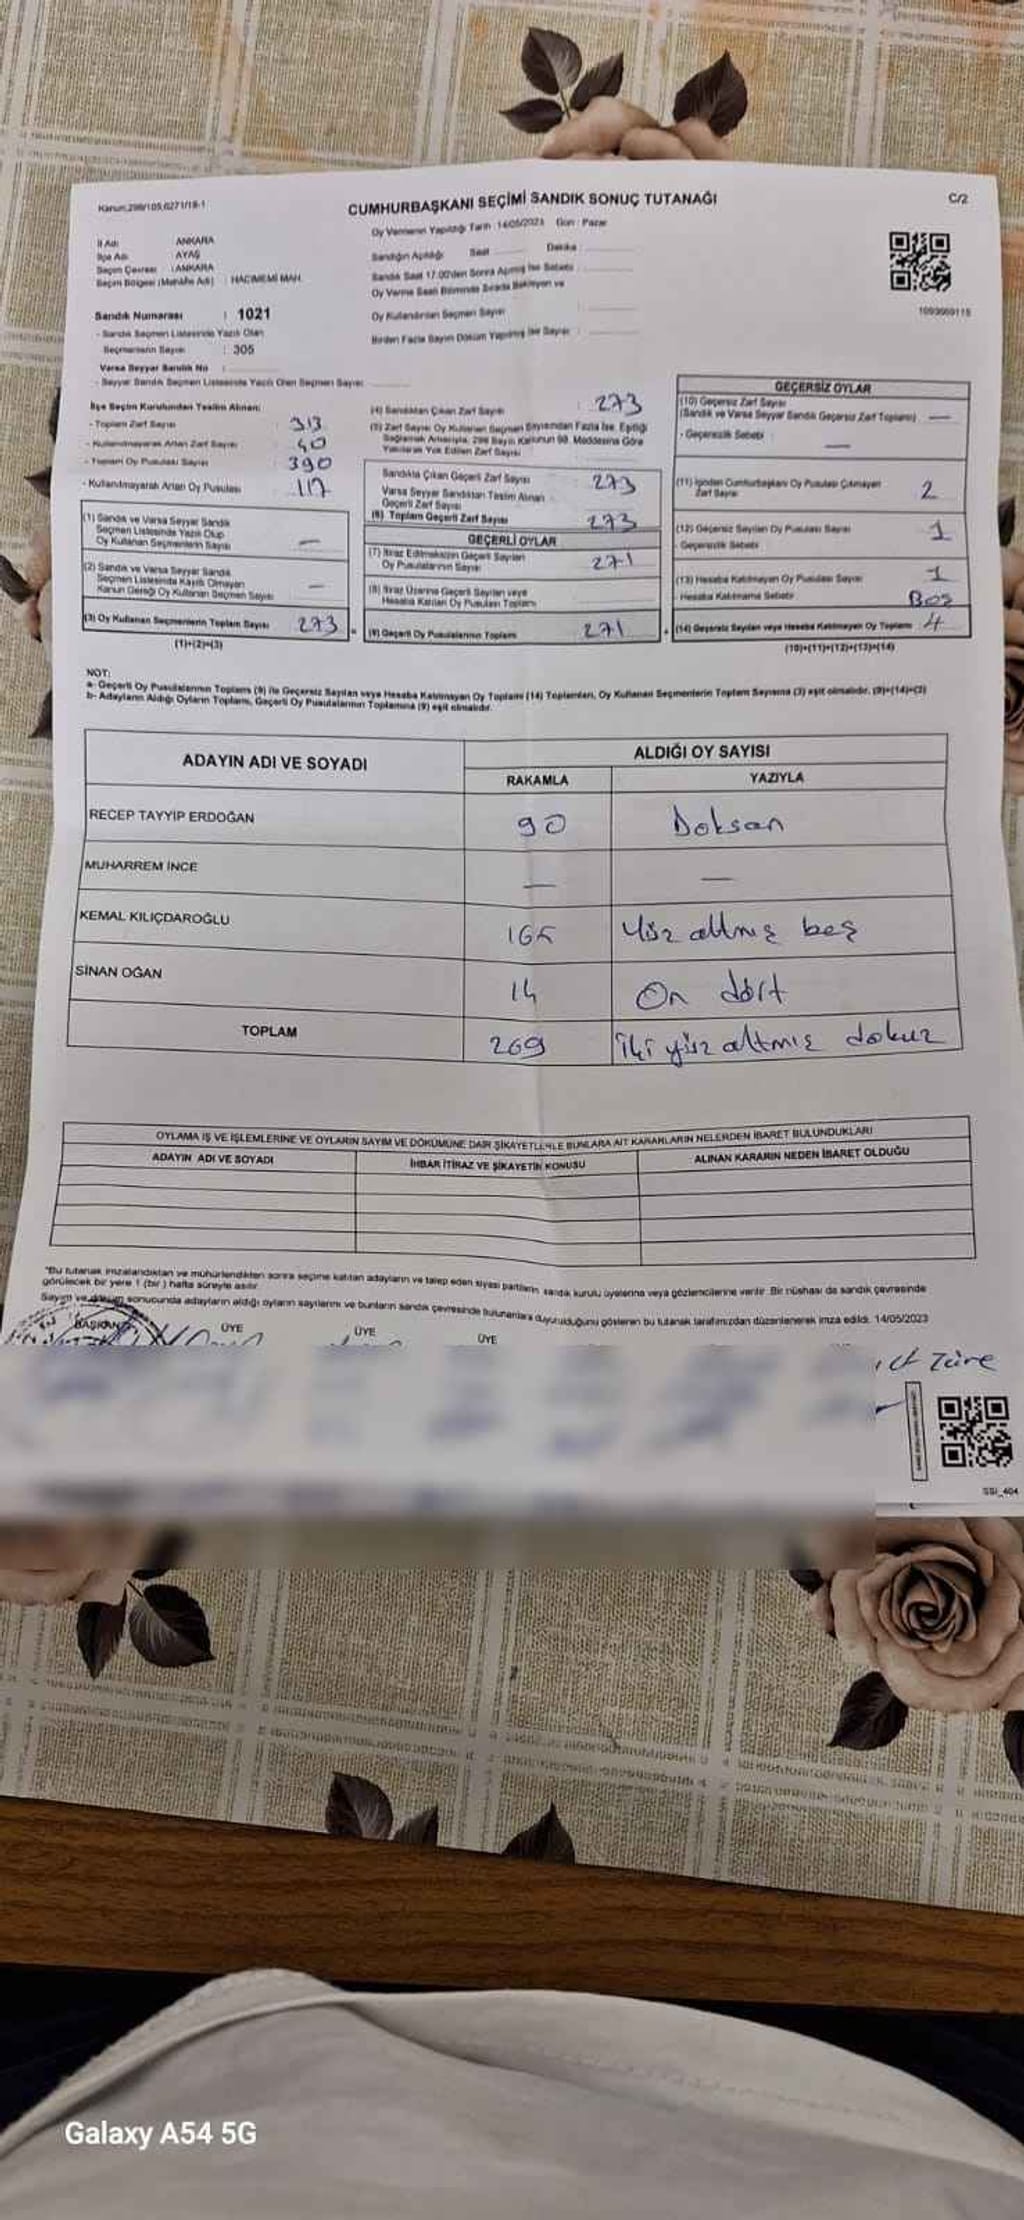 Kanun:298/105,6271/18-1
CUMHURBAŞKANI SEÇİMİ SANDIK SONUÇ TUTANAĞI
C/2
Oy Vermenin Yapıldığı Tarih : 14/05/2023 Gün : Pazar
İl Adı : ANKARA
İlçe Adı : AYAŞ
Seçim Çevresi : ANKARA
Seçim Bölgesi (Mahalle Adı) : HACIMEMİ MAH.
Sandığın Açıldığı Saat Dakika
Sandık Saat 17.00'den Sonra Açılmış İse Sebebi
Oy Verme Saati Bitiminde Sırada Bekleyen ve
Oy Kullandırılan Seçmen Sayısı
Birden Fazla Sayım Döküm Yapılmış İse Sayısı
Sandık Numarası : 1021
- Sandık Seçmen Listesinde Yazılı Olan
Seçmenlerin Sayısı : 305
Varsa Seyyar Sandık No :
- Seyyar Sandık Seçmen Listesinde Yazılı Olan Seçmen Sayısı
İlçe Seçim Kurulundan Teslim Alınan:
- Toplam Zarf Sayısı 313
- Kullanılmayarak Artan Zarf Sayısı 40
- Toplam Oy Pusulası Sayısı 390
- Kullanılmayarak Artan Oy Pusulası 117
(1) Sandık ve Varsa Seyyar Sandık
Seçmen Listesinde Yazılı Olup
Oy Kullanan Seçmenlerin Sayısı —
(2) Sandık ve Varsa Seyyar Sandık
Seçmen Listesinde Kayıtlı Olmayan
Kanun Gereği Oy Kullanan Seçmen Sayısı —
(3) Oy Kullanan Seçmenlerin Toplam Sayısı 273
(1)+(2)=(3)
(4) Sandıktan Çıkan Zarf Sayısı 273
(5) Zarf Sayısı Oy Kullanan Seçmen Sayısından Fazla İse, Eşitliği
Sağlamak Amacıyla, 298 Sayılı Kanunun 98. Maddesine Göre
Yakılarak Yok Edilen Zarf Sayısı
Sandıkta Çıkan Geçerli Zarf Sayısı 273
Varsa Seyyar Sandıktan Teslim Alınan
Geçerli Zarf Sayısı
(6) Toplam Geçerli Zarf Sayısı 273
GEÇERLİ OYLAR
(7) İtiraz Edilmeksizin Geçerli Sayılan
Oy Pusulalarının Sayısı 271
(8) İtiraz Üzerine Geçerli Sayılan veya
Hesaba Katılan Oy Pusulası Toplamı
(9) Geçerli Oy Pusulalarının Toplamı 271
GEÇERSİZ OYLAR
(10) Geçersiz Zarf Sayısı
(Sandık ve Varsa Seyyar Sandık Geçersiz Zarf Toplamı) —
- Geçersizlik Sebebi : —
(11) İçinden Cumhurbaşkanı Oy Pusulası Çıkmayan
Zarf Sayısı 2
(12) Geçersiz Sayılan Oy Pusulası Sayısı 1
- Geçersizlik Sebebi :
(13) Hesaba Katılmayan Oy Pusulası Sayısı 1
- Hesaba Katılmama Sebebi : BOŞ
(14) Geçersiz Sayılan veya Hesaba Katılmayan Oy Toplamı 4
(10)+(11)+(12)+(13)=(14)
NOT:
a- Geçerli Oy Pusulalarının Toplamı (9) ile Geçersiz Sayılan veya Hesaba Katılmayan Oy Toplamı (14) Toplamları, Oy Kullanan Seçmenlerin Toplam Sayısına (3) eşit olmalıdır. (9)+(14)=(3)
b- Adayların Aldığı Oyların Toplamı, Geçerli Oy Pusulalarının Toplamına (9) eşit olmalıdır.
ADAYIN ADI VE SOYADI ALDIĞI OY SAYISI
RAKAMLA YAZIYLA
RECEP TAYYİP ERDOĞAN 90 Doksan
MUHARREM İNCE — —
KEMAL KILIÇDAROĞLU 165 Yüz altmış beş
SİNAN OĞAN 14 On dört
TOPLAM 269 İki yüz altmış dokuz
OYLAMA İŞ VE İŞLEMLERİNE VE OYLARIN SAYIM VE DÖKÜMÜNE DAİR ŞİKAYETLERLE BUNLARA AİT KARARLARIN NELERDEN İBARET BULUNDUKLARI
ADAYIN ADI VE SOYADI İHBAR İTİRAZ VE ŞİKAYETİN KONUSU ALINAN KARARIN NEDEN İBARET OLDUĞU
"Bu tutanak imzalandıktan ve mühürlendikten sonra seçime katılan adayların ve talep eden siyasi partilerin sandık kurulu üyelerine veya gözlemcilerine verilir. Bir nüshası da sandık çevresinde
görülecek bir yere 1 (bir) hafta süreyle asılır.
Sayım ve döküm sonucunda adayların aldığı oyların sayılarını ve bunların sandık çevresinde bulunanlara duyurulduğunu gösteren bu tutanak tarafımızdan düzenlenerek imza edildi. 14/05/2023
BAŞKAN ÜYE ÜYE ÜYE
Züre
SSI_404
Galaxy A54 5G